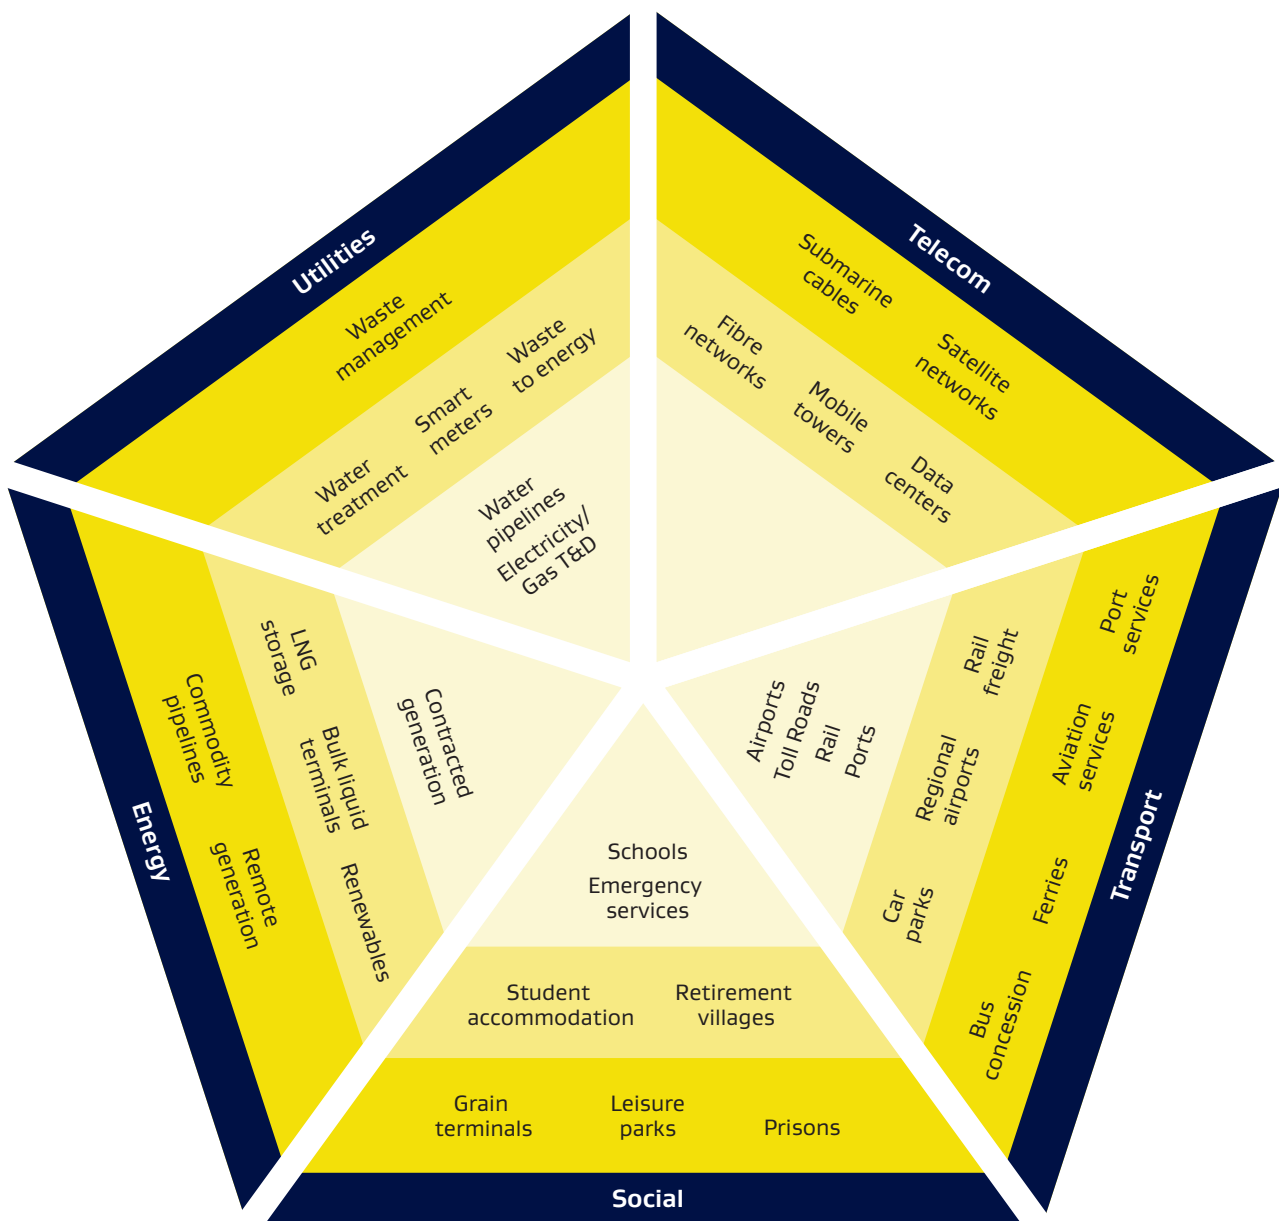 Utilities
Waste
management
Water
treatment
Smart
meters
Waste
to energy
Water
pipelines
Electricity/
Gas T&D
Telecom
Submarine
cables
Satellite
networks
Fibre
networks
Mobile
towers
Data
centers
Transport
Port
services
Aviation
services
Ferries
Bus
concession
Rail
freight
Regional
airports
Car
parks
Airports
Toll Roads
Rail
Ports
Energy
Commodity
pipelines
Remote
generation
LNG
storage
Bulk liquid
terminals
Renewables
Contracted
generation
Schools
Emergency
services
Student
accommodation
Retirement
villages
Grain
terminals
Leisure
parks
Prisons
Social